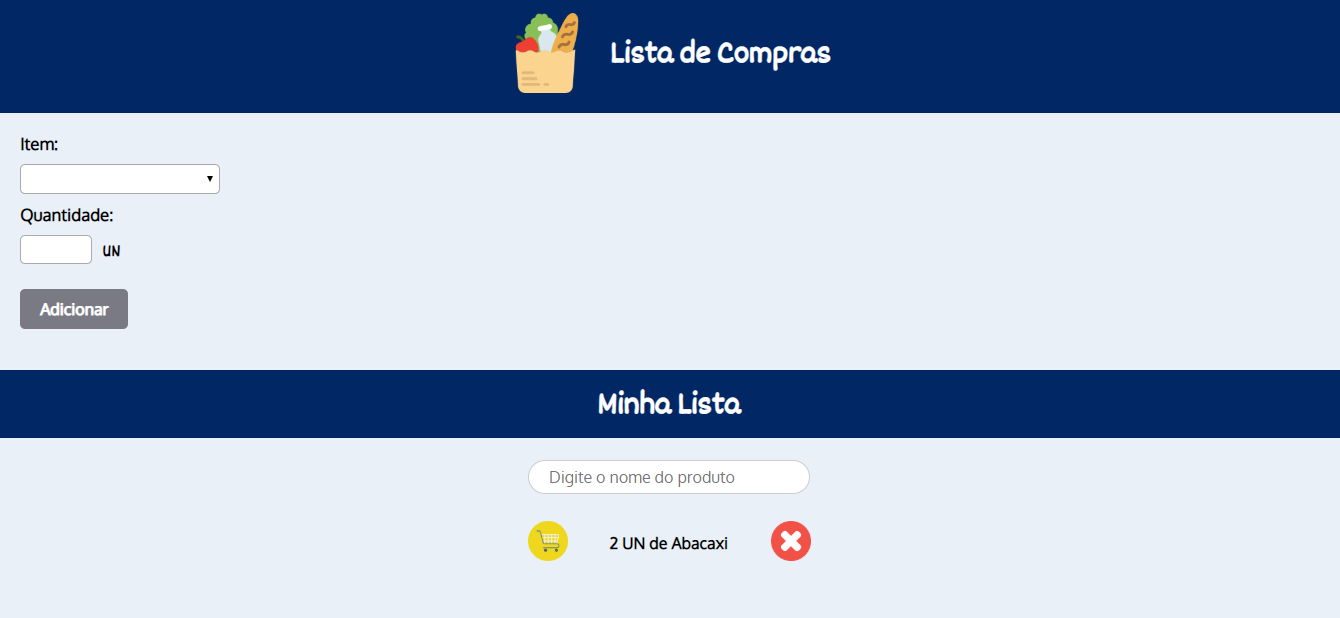 Lista de Compras
Item:
Quantidade:
UN
Adicionar
Minha Lista
Digite o nome do produto
2 UN de Abacaxi